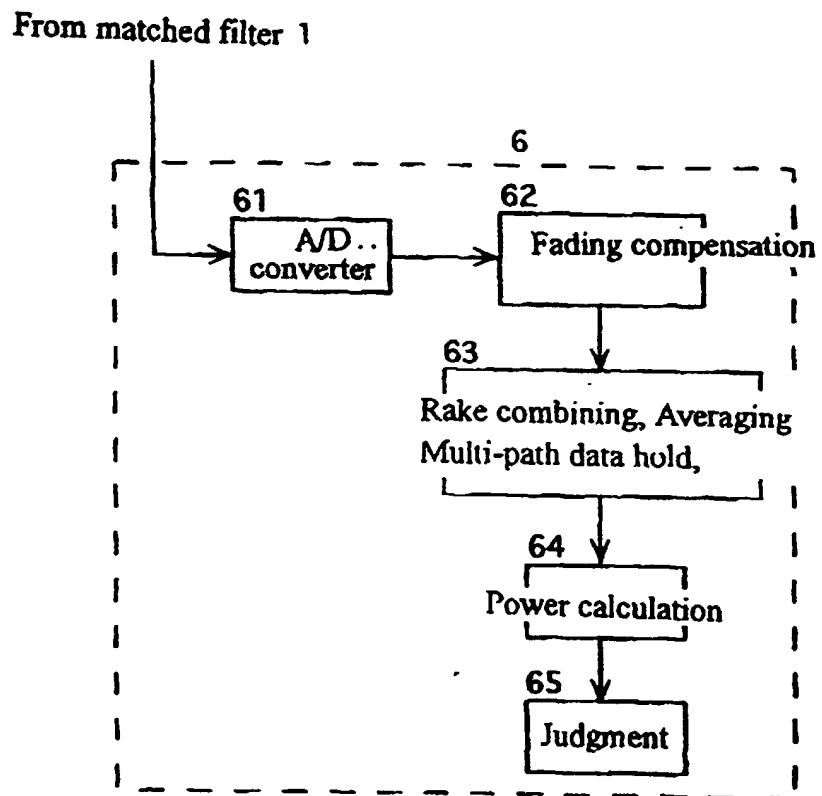 From matched filter 1
6
61
A/D . .
converter
62
Fading compensation
63
Rake combining, Averaging
Multi-path data hold,
64
Power calculation
65
Judgment